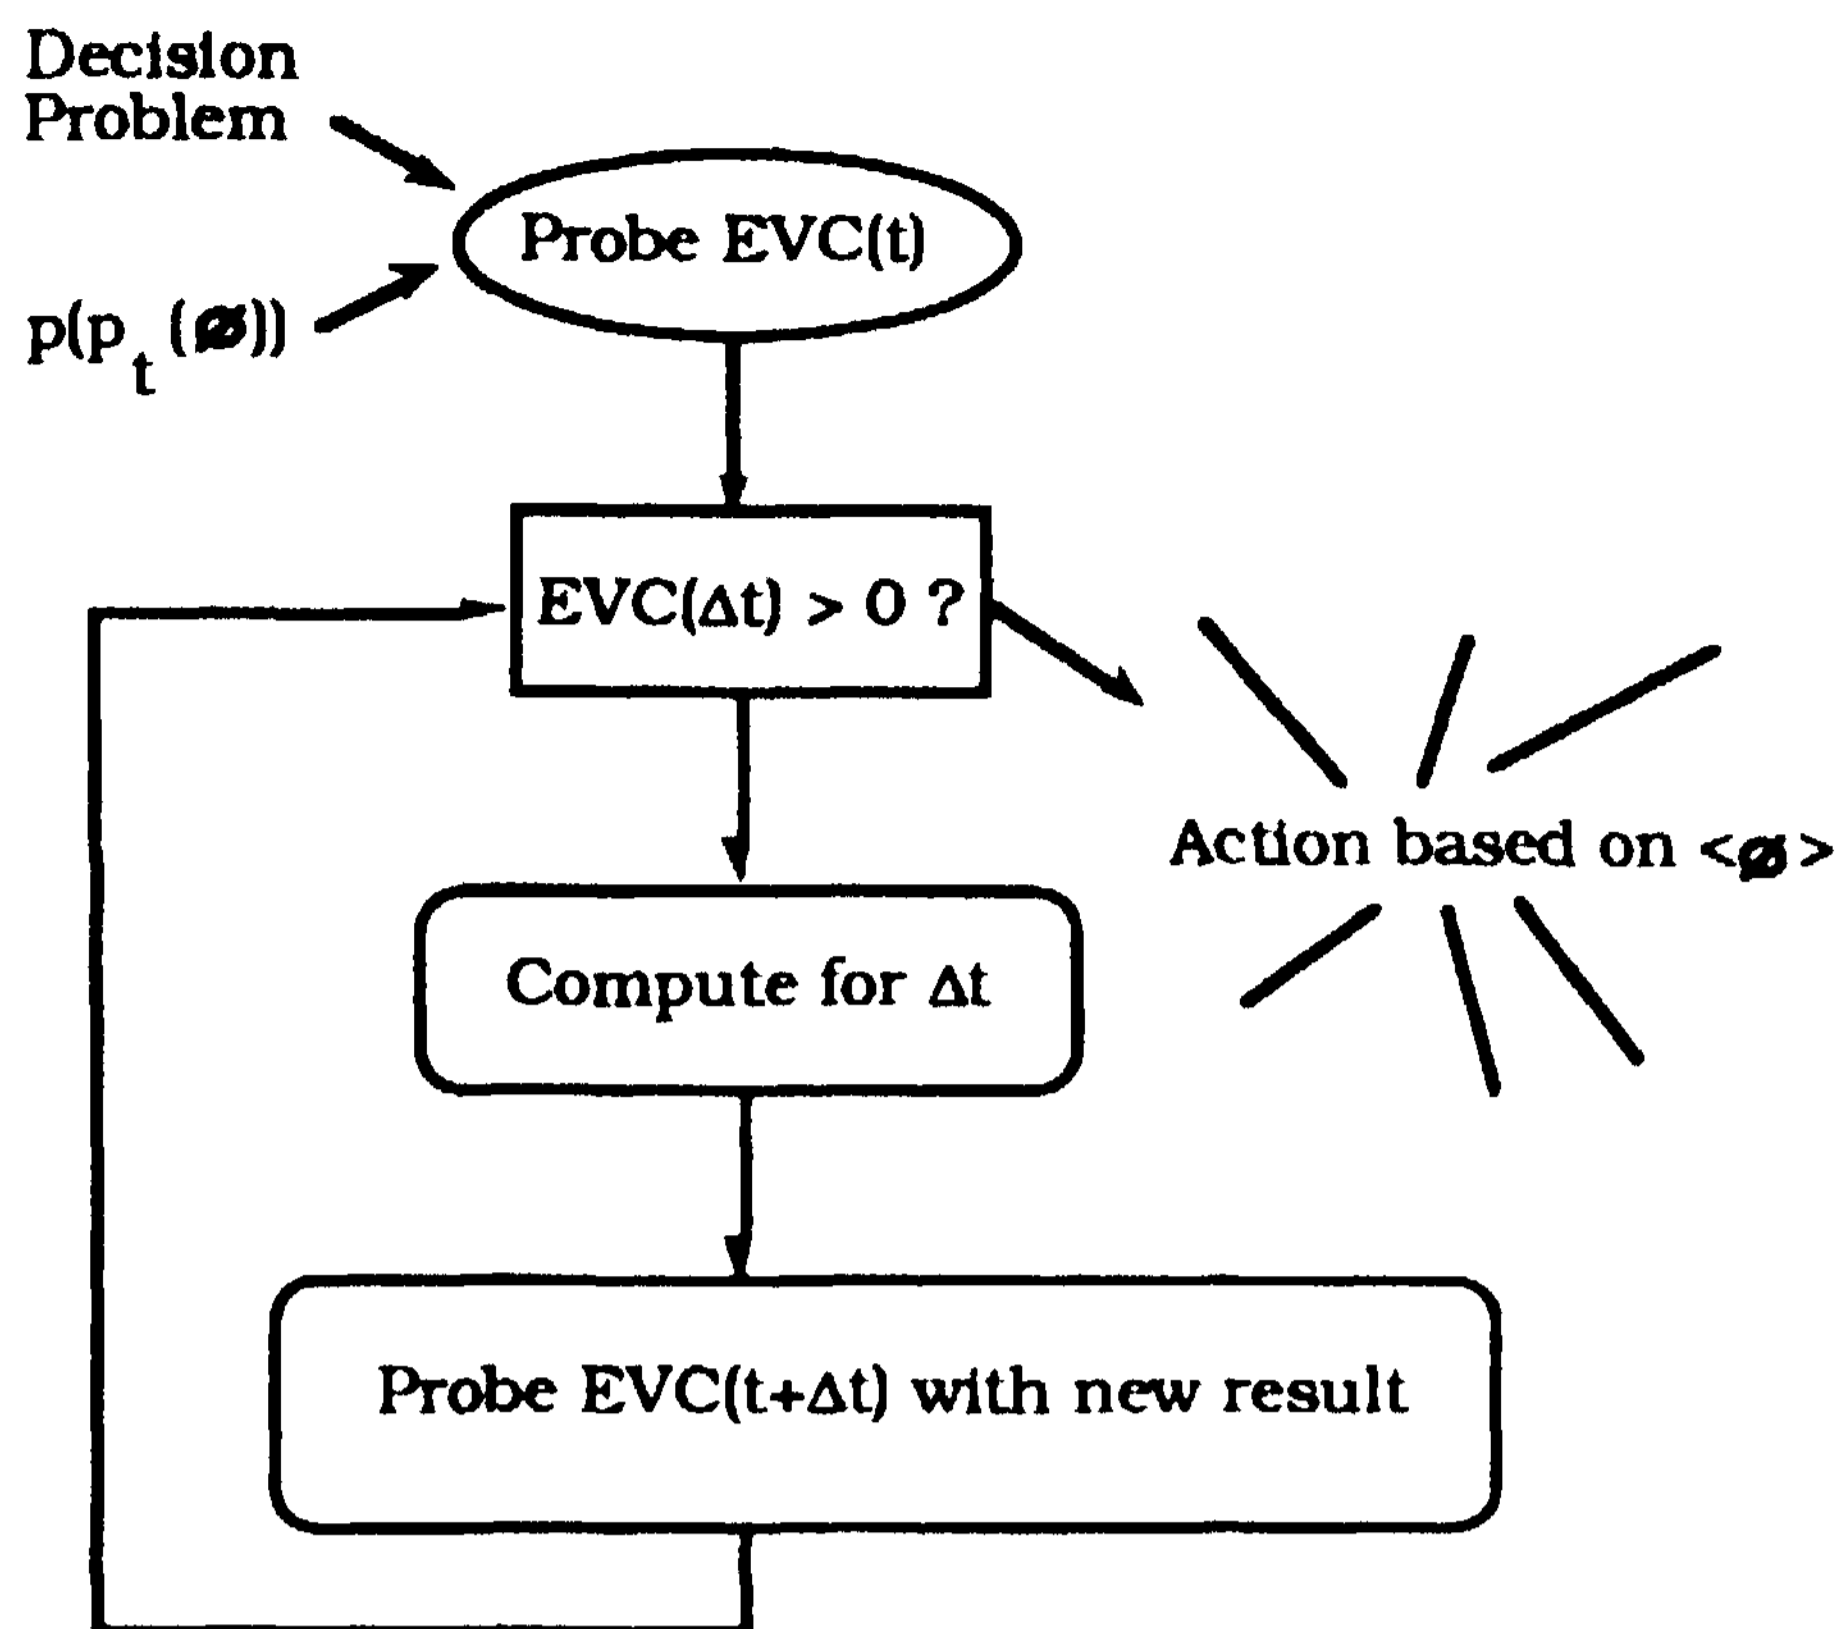 Decision
Problem
Probe EVC(t)
p(p_t (ø))
EVC(Δt) > 0 ?
Action based on <ø>
Compute for Δt
Probe EVC(t+Δt) with new result